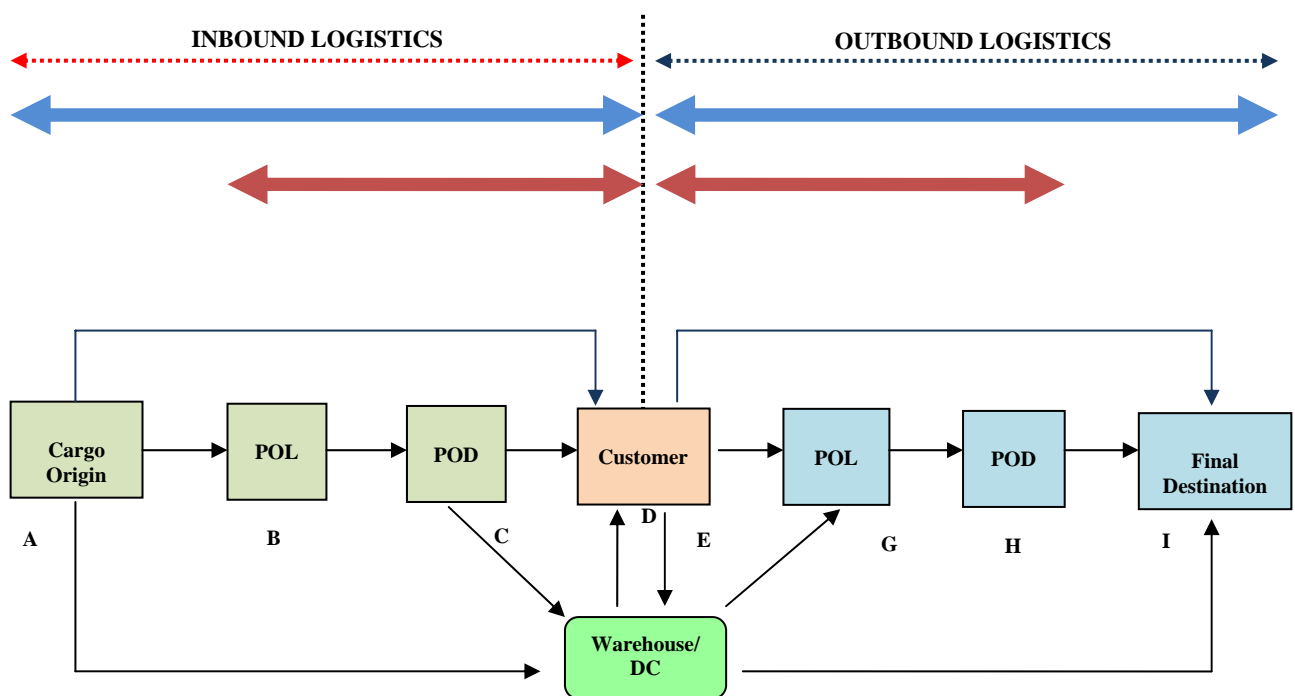 INBOUND LOGISTICS
OUTBOUND LOGISTICS
Cargo
Origin
POL
POD
Customer
POL
POD
Final
Destination
A
B
C
D
E
G
H
I
Warehouse/
DC